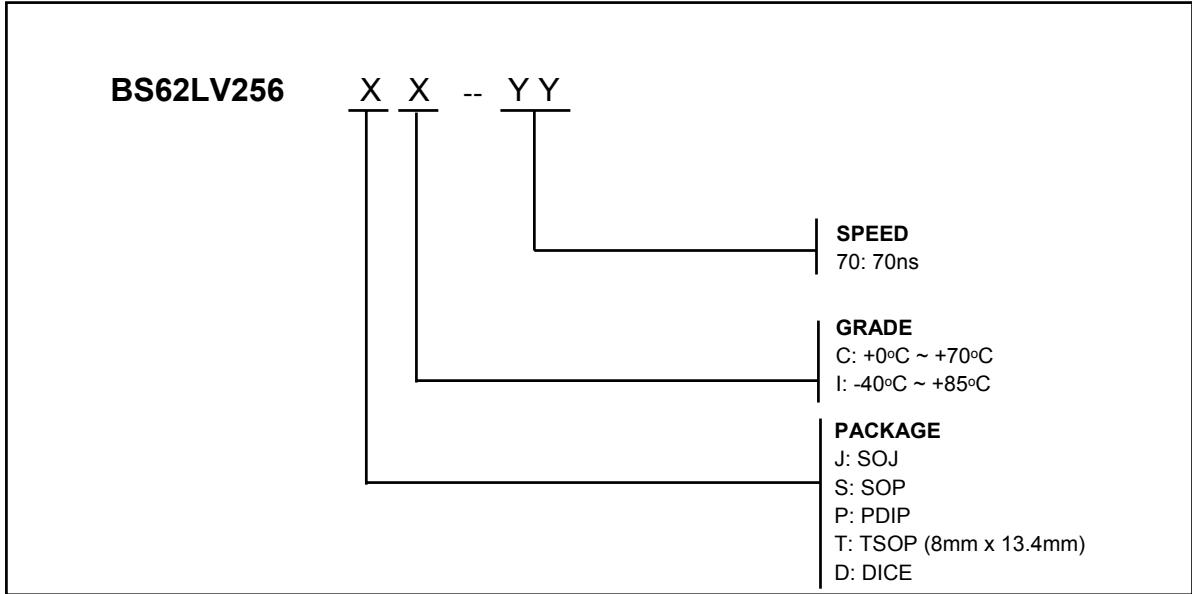 BS62LV256 X X -- Y Y
SPEED
70: 70ns
GRADE
C: +0oC ~ +70oC
I: -40oC ~ +85oC
PACKAGE
J: SOJ
S: SOP
P: PDIP
T: TSOP (8mm x 13.4mm)
D: DICE